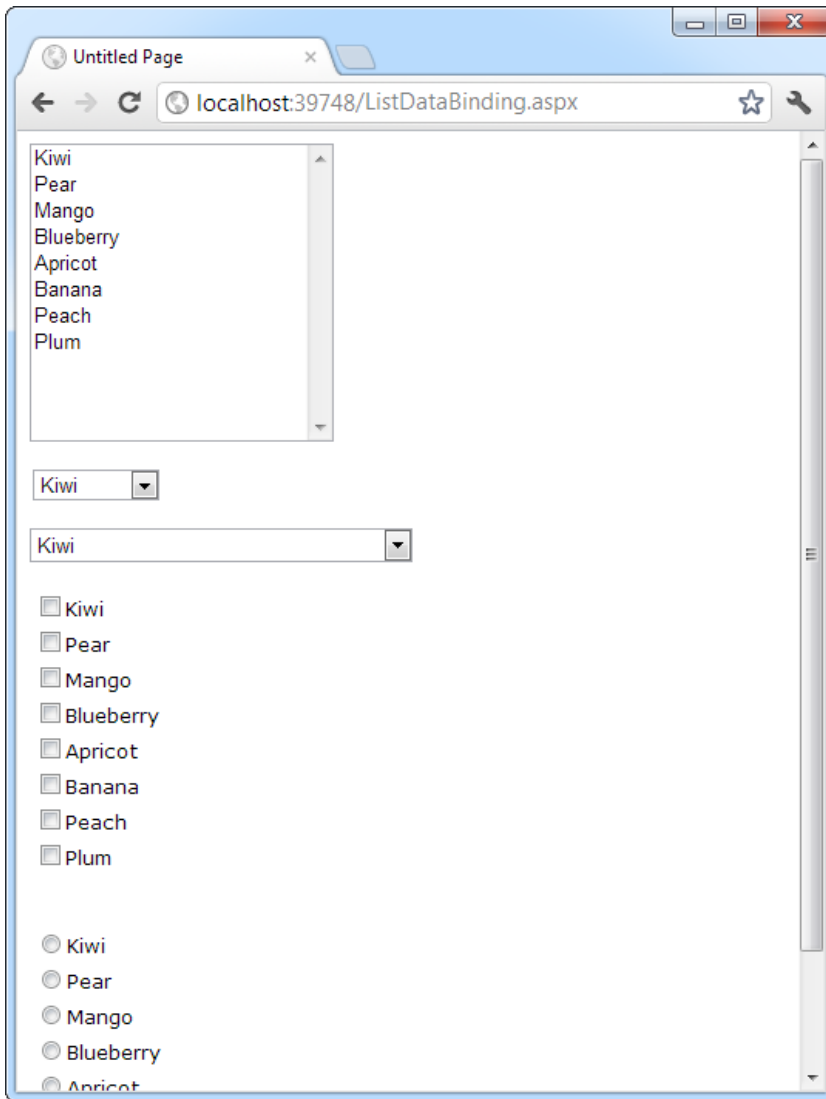 Untitled Page
localhost:39748/ListDataBinding.aspx
Kiwi
Pear
Mango
Blueberry
Apricot
Banana
Peach
Plum
Kiwi
Kiwi
Kiwi
Pear
Mango
Blueberry
Apricot
Banana
Peach
Plum
Kiwi
Pear
Mango
Blueberry
Apricot